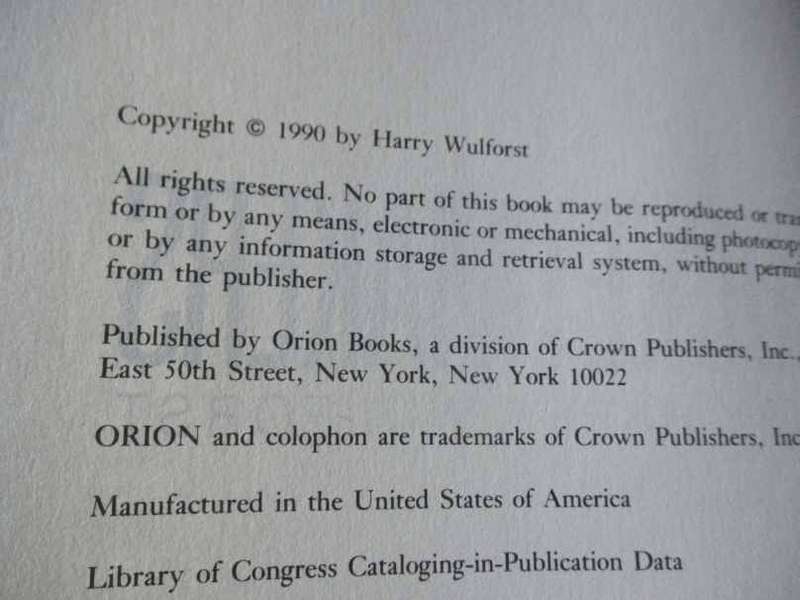 Copyright © 1990 by Harry Wulforst
All rights reserved. No part of this book may be reproduced or
form or by any means, electronic or mechanical, including
or by any information storage and retrieval system, without
from the publisher.
Published by Orion Books, a division of Crown Publishers, Inc.,
East 50th Street, New York, New York 10022
ORION and colophon are trademarks of Crown Publishers, Inc
Manufactured in the United States of America
Library of Congress Cataloging-in-Publication Data